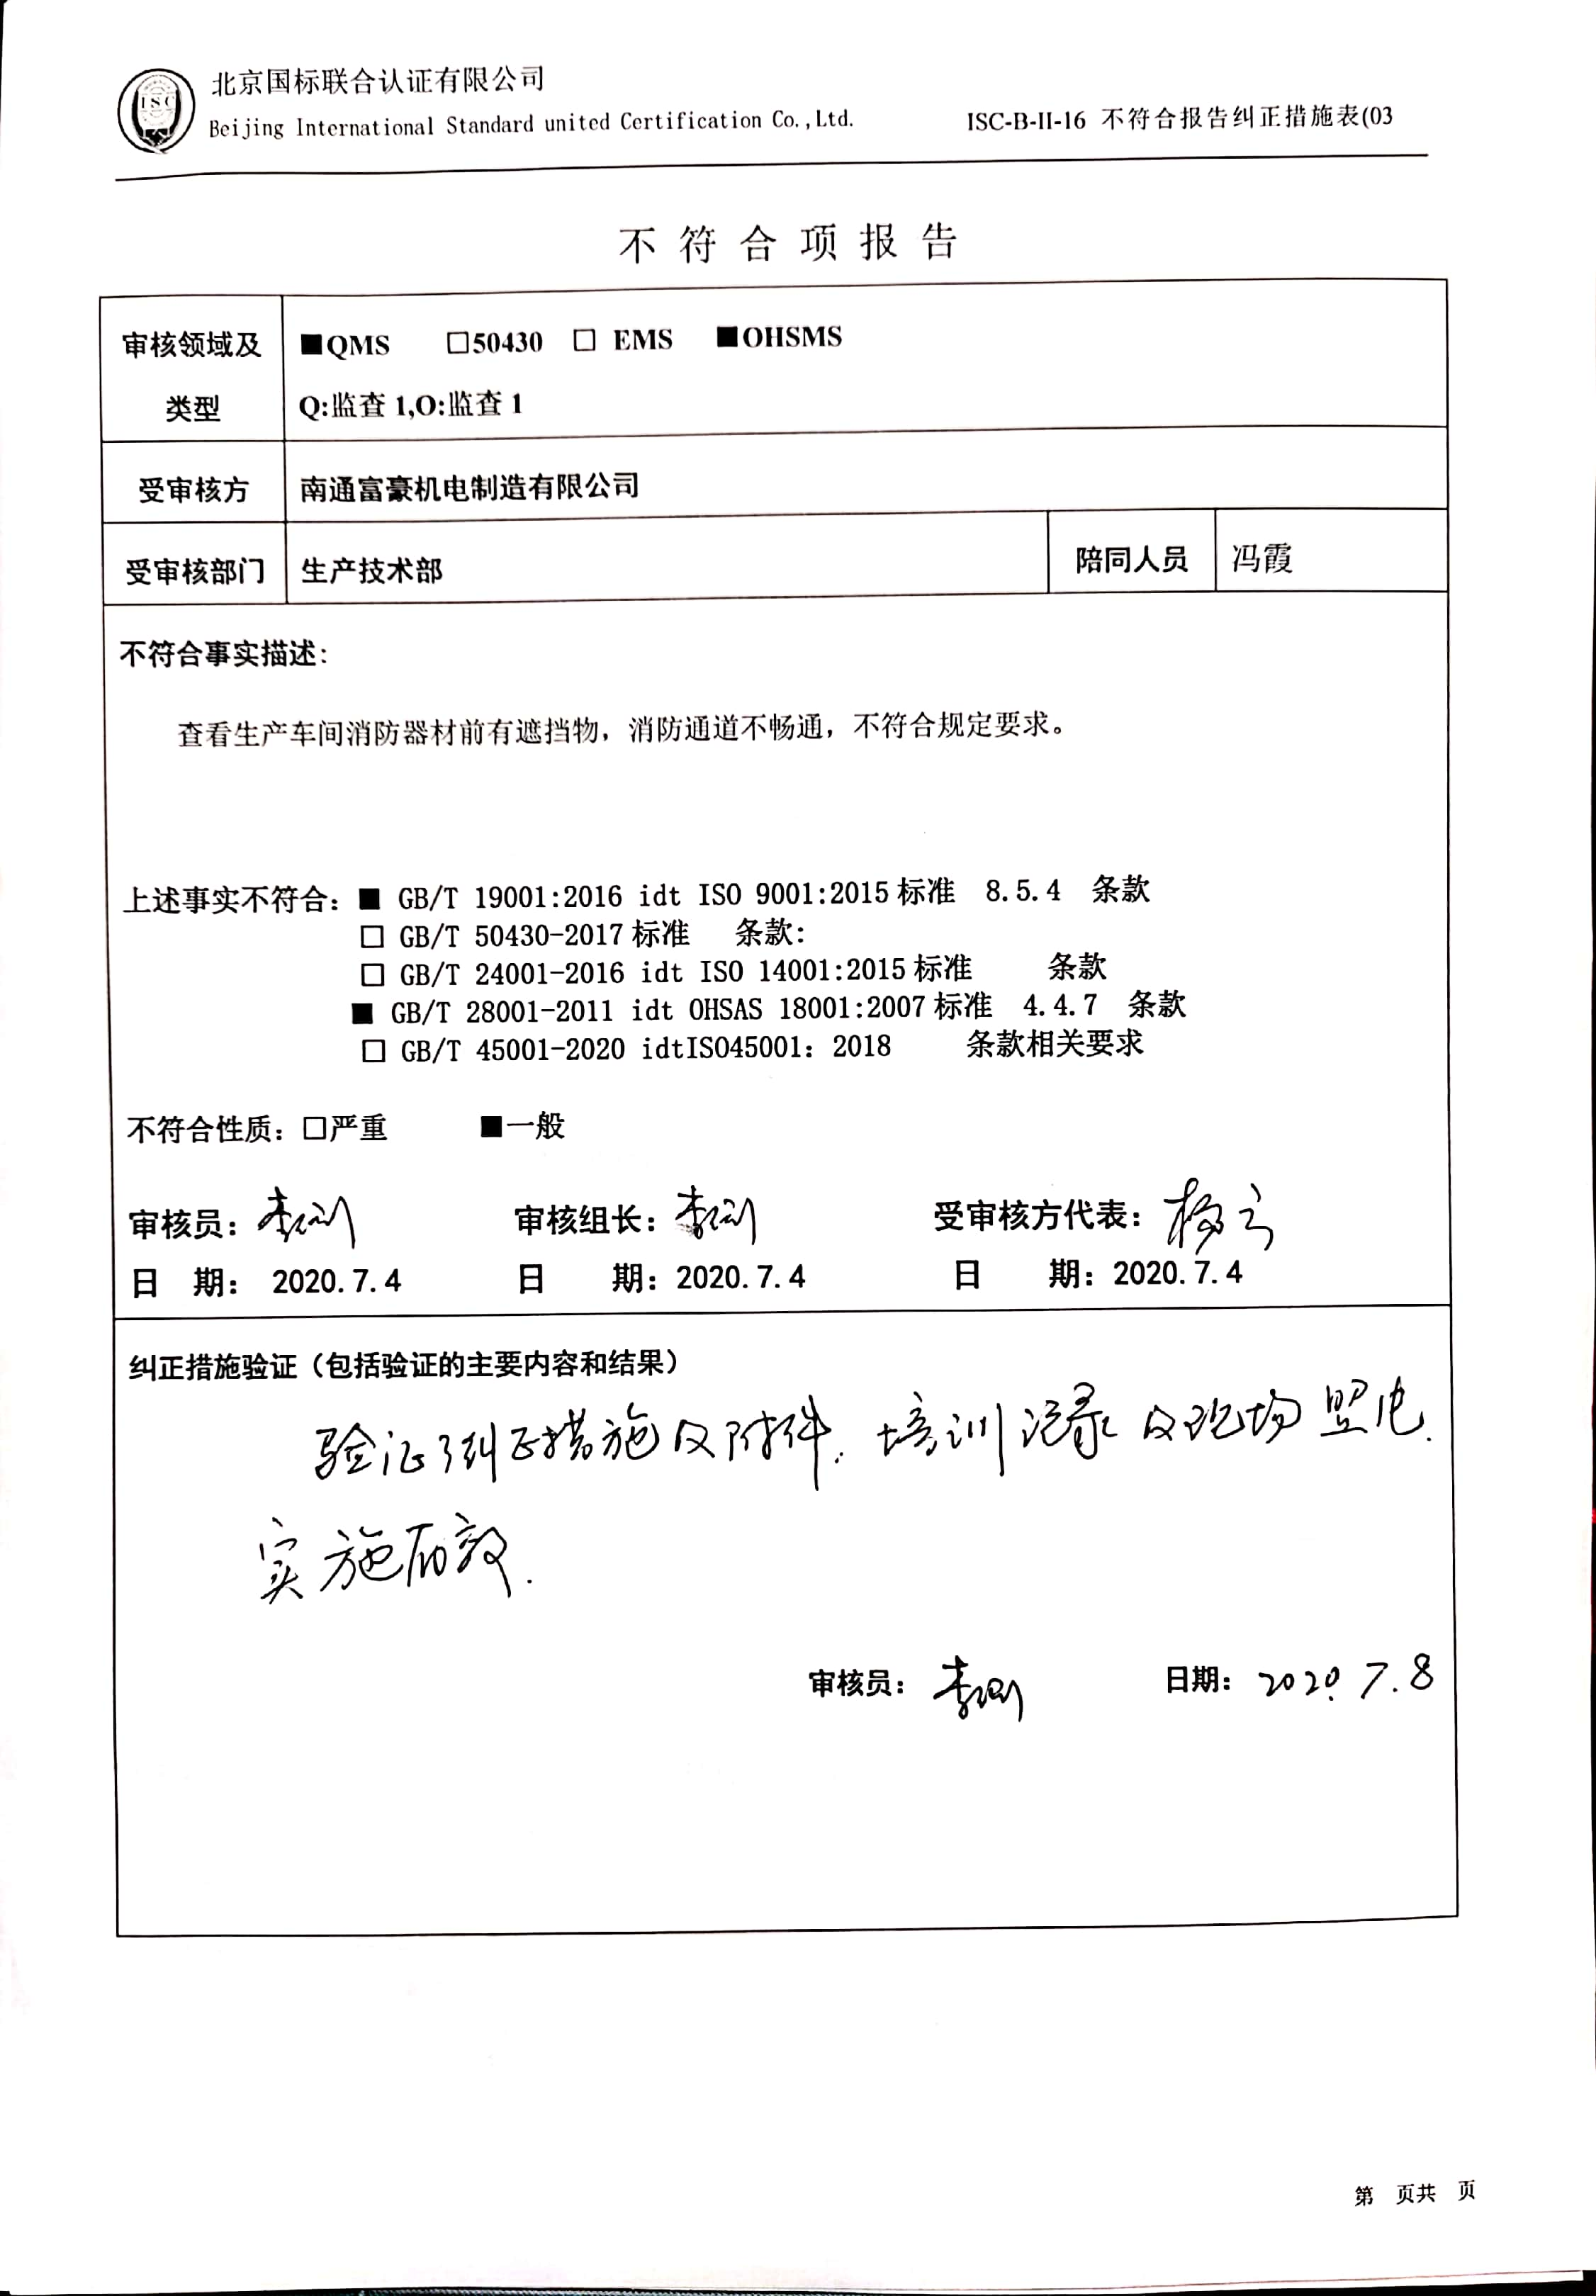 ISC
北京国标联合认证有限公司
Beijing International Standard united Certification Co.,Ltd.
ISC-B-II-16 不符合报告纠正措施表(03
不符合项报告
审核领域及类型
■QMS □50430 □ EMS ■OHSMS
Q:监查 1,O:监查 1
受审核方 南通富豪机电制造有限公司
受审核部门 生产技术部 陪同人员 冯霞
不符合事实描述:
查看生产车间消防器材前有遮挡物，消防通道不畅通，不符合规定要求。
上述事实不符合: ■ GB/T 19001:2016 idt ISO 9001:2015 标准 8.5.4 条款
□ GB/T 50430-2017 标准 条款:
□ GB/T 24001-2016 idt ISO 14001:2015 标准 条款
■ GB/T 28001-2011 idt OHSAS 18001:2007 标准 4.4.7 条款
□ GB/T 45001-2020 idtISO45001: 2018 条款相关要求
不符合性质: □严重 ■一般
审核员: 审核组长: 受审核方代表:
日 期: 2020.7.4 日 期: 2020.7.4 日 期: 2020.7.4
纠正措施验证（包括验证的主要内容和结果）
验证了纠正措施及附件. 培训记录及现场
实施有效.
审核员: 日期: 2020.7.8
第 页共 页